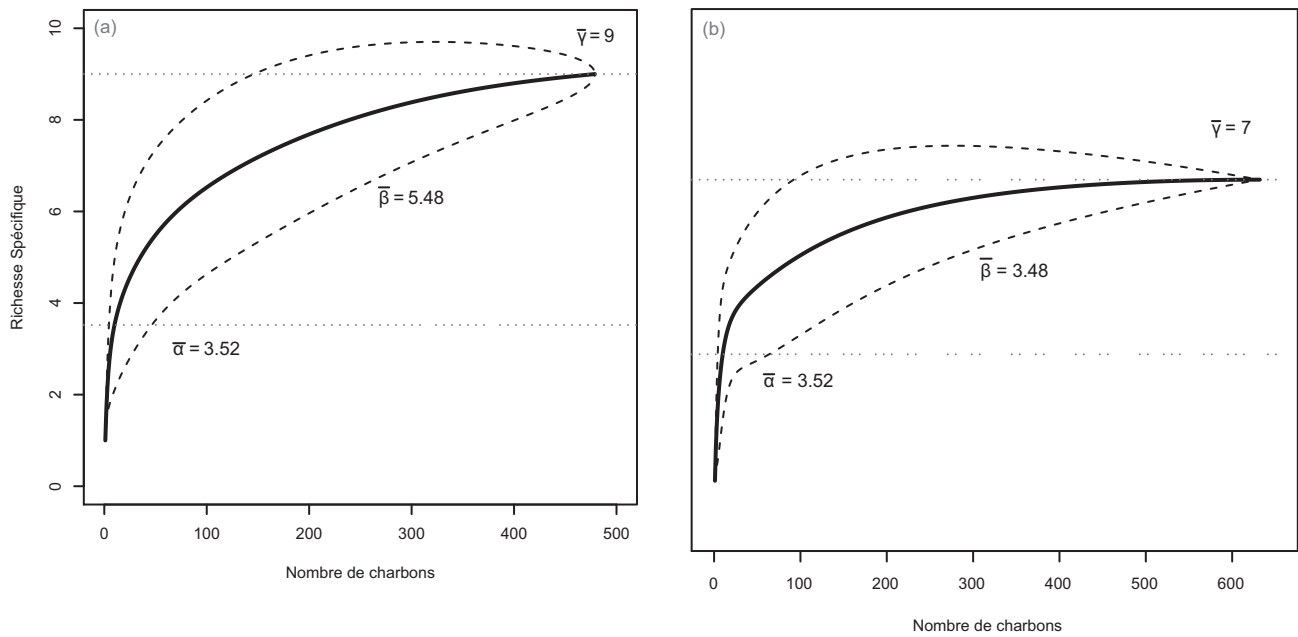 (a)
γ̅ = 9
β̅ = 5.48
α̅ = 3.52
Richesse Spécifique
10
8
6
4
2
0
0 100 200 300 400 500
Nombre de charbons
(b)
γ̅ = 7
β̅ = 3.48
α̅ = 3.52
0 100 200 300 400 500 600
Nombre de charbons